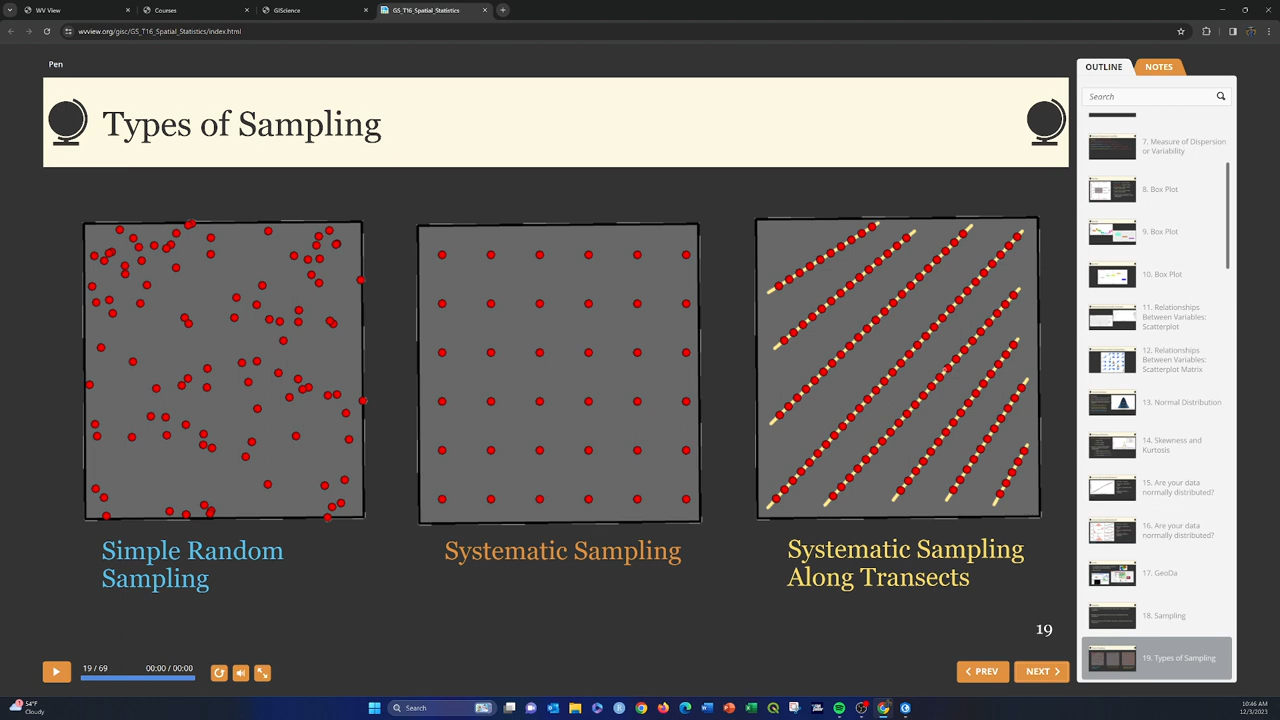 WV View
Courses
GIScience
GS_T16_Spatial_Statistics
wvview.org/gisc/GS_T16_Spatial_Statistics/index.html
Pen
Types of Sampling
Simple Random
Sampling
Systematic Sampling
Systematic Sampling
Along Transects
19
19 / 69
00:00 / 00:00
PREV
NEXT
OUTLINE
NOTES
Search
7. Measure of Dispersion
or Variability
8. Box Plot
9. Box Plot
10. Box Plot
11. Relationships
Between Variables:
Scatterplot
12. Relationships
Between Variables:
Scatterplot Matrix
13. Normal Distribution
14. Skewness and
Kurtosis
15. Are your data
normally distributed?
16. Are your data
normally distributed?
17. GeoDa
18. Sampling
19. Types of Sampling
54°F
Cloudy
Search
10:46 AM
12/3/2023